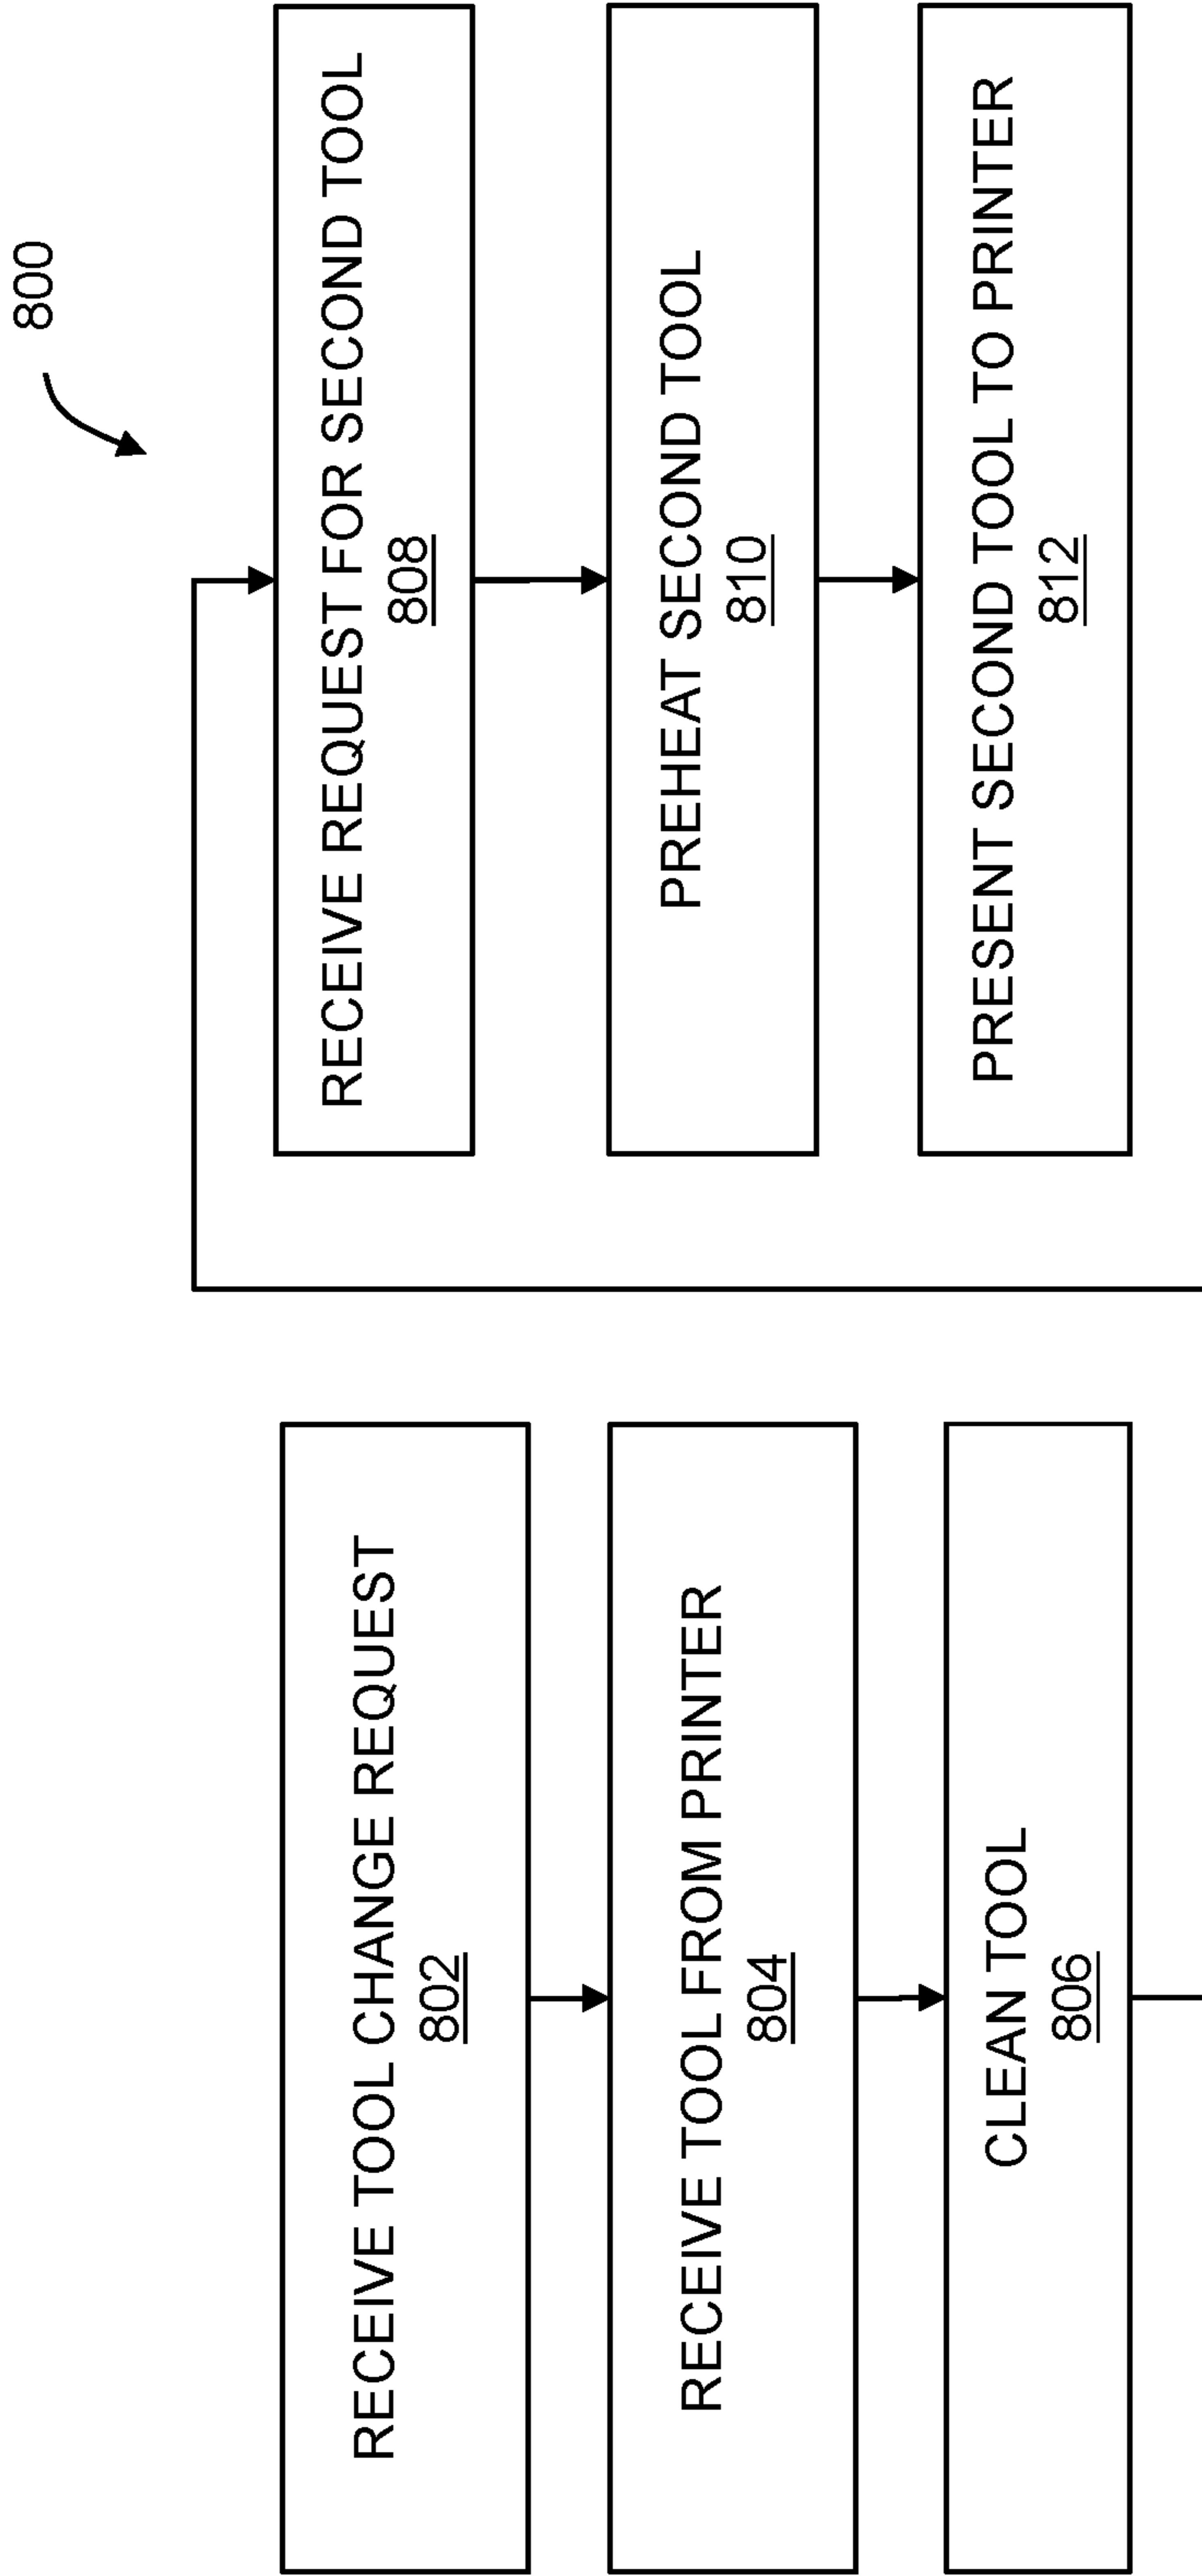 800
RECEIVE TOOL CHANGE REQUEST
802
RECEIVE TOOL FROM PRINTER
804
CLEAN TOOL
806
RECEIVE REQUEST FOR SECOND TOOL
808
PREHEAT SECOND TOOL
810
PRESENT SECOND TOOL TO PRINTER
812